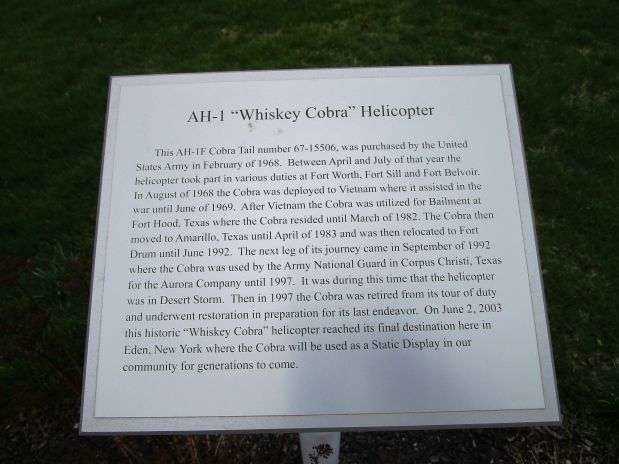 AH-1 “Whiskey Cobra” Helicopter
This AH-1F Cobra Tail number 67-15506, was purchased by the United
States Army in February of 1968. Between April and July of that year the
helicopter took part in various duties at Fort Worth, Fort Sill and Fort Belvoir.
In August of 1968 the Cobra was deployed to Vietnam where it assisted in the
war until June of 1969. After Vietnam the Cobra was utilized for Bailment at
Fort Hood, Texas where the Cobra resided until March of 1982. The Cobra then
moved to Amarillo, Texas until April of 1983 and was then relocated to Fort
Drum until June 1992. The next leg of its journey came in September of 1992
where the Cobra was used by the Army National Guard in Corpus Christi, Texas
for the Aurora Company until 1997. It was during this time that the helicopter
was in Desert Storm. Then in 1997 the Cobra was retired from its tour of duty
and underwent restoration in preparation for its last endeavor. On June 2, 2003
this historic “Whiskey Cobra” helicopter reached its final destination here in
Eden, New York where the Cobra will be used as a Static Display in our
community for generations to come.